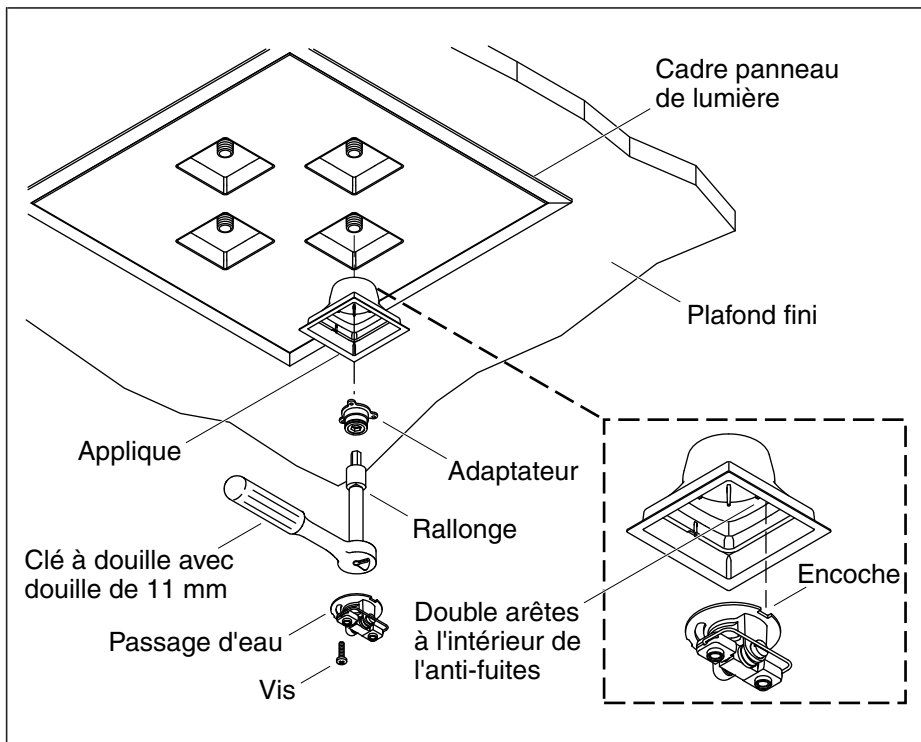 Cadre panneau
de lumière
Plafond fini
Applique
Adaptateur
Rallonge
Clé à douille avec
douille de 11 mm
Encoche
Double arêtes
à l'intérieur de
l'anti-fuites
Passage d'eau
Vis